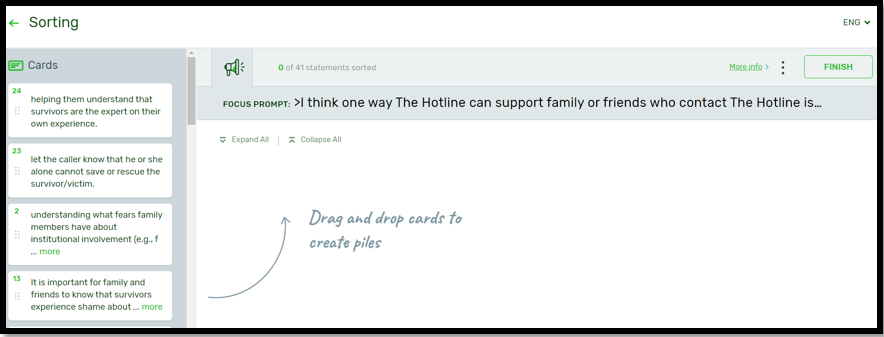 ← Sorting
ENG
Cards
0 of 41 statements sorted
More info >
FINISH
FOCUS PROMPT: >I think one way The Hotline can support family or friends who contact The Hotline is...
Expand All | Collapse All
24
helping them understand that
survivors are the expert on their
own experience.
23
let the caller know that he or she
alone cannot save or rescue the
survivor/victim.
2
understanding what fears family
members have about
institutional involvement (e.g., f
... more
13
It is important for family and
friends to know that survivors
experience shame about ... more
Drag and drop cards to
create piles